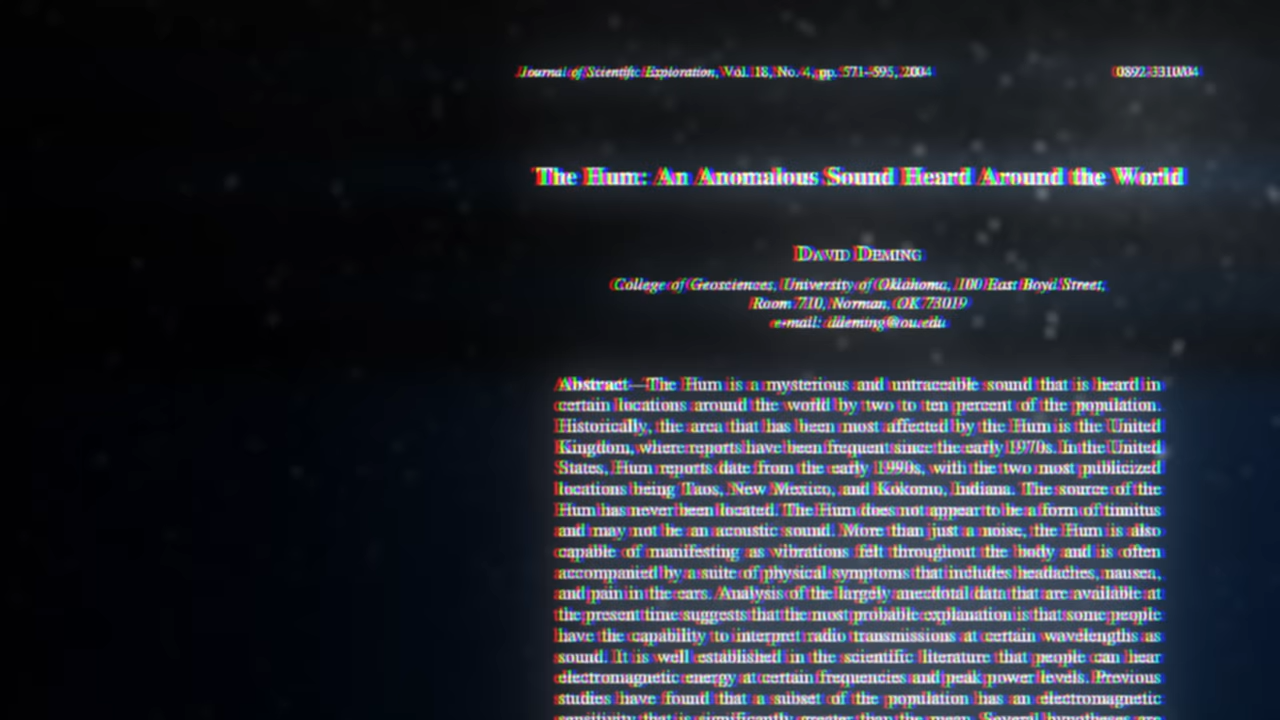 Journal of Scientific Exploration, Vol. 18, No. 4, pp. 571–595, 2004
0892-3310/04
The Hum: An Anomalous Sound Heard Around the World
DAVID DEMING
College of Geosciences, University of Oklahoma, 100 East Boyd Street,
Room 710, Norman, OK 73019
e-mail: ddeming@ou.edu
Abstract—The Hum is a mysterious and untraceable sound that is heard in
certain locations around the world by two to ten percent of the population.
Historically, the area that has been most affected by the Hum is the United
Kingdom, where reports have been frequent since the early 1970s. In the United
States, Hum reports date from the early 1990s, with the two most publicized
locations being Taos, New Mexico, and Kokomo, Indiana. The source of the
Hum has never been located. The Hum does not appear to be a form of tinnitus
and may not be an acoustic sound. More than just a noise, the Hum is also
capable of manifesting as vibrations felt throughout the body and is often
accompanied by a suite of physical symptoms that includes headaches, nausea,
and pain in the ears. Analysis of the largely anecdotal data that are available at
the present time suggests that the most probable explanation is that some people
have the capability to interpret radio transmissions at certain wavelengths as
sound. It is well established in the scientific literature that people can hear
electromagnetic energy at certain frequencies and peak power levels. Previous
studies have found that a subset of the population has an electromagnetic
sensitivity that is significantly greater than the mean. Several hypotheses are